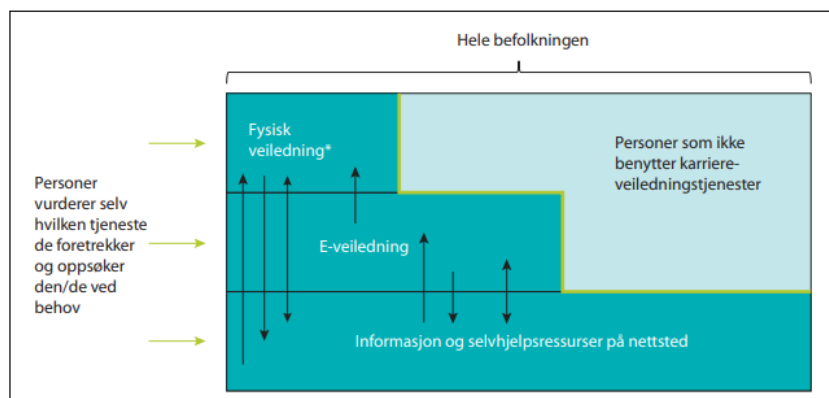 Hele befolkningen
Fysisk
veiledning*
Personer som ikke
benytter karriere-
veiledningstjenester
Personer
vurderer selv
hvilken tjeneste
de foretrekker
og oppsøker
den/de ved
behov
E-veiledning
Informasjon og selvhjelpsressurser på nettsted